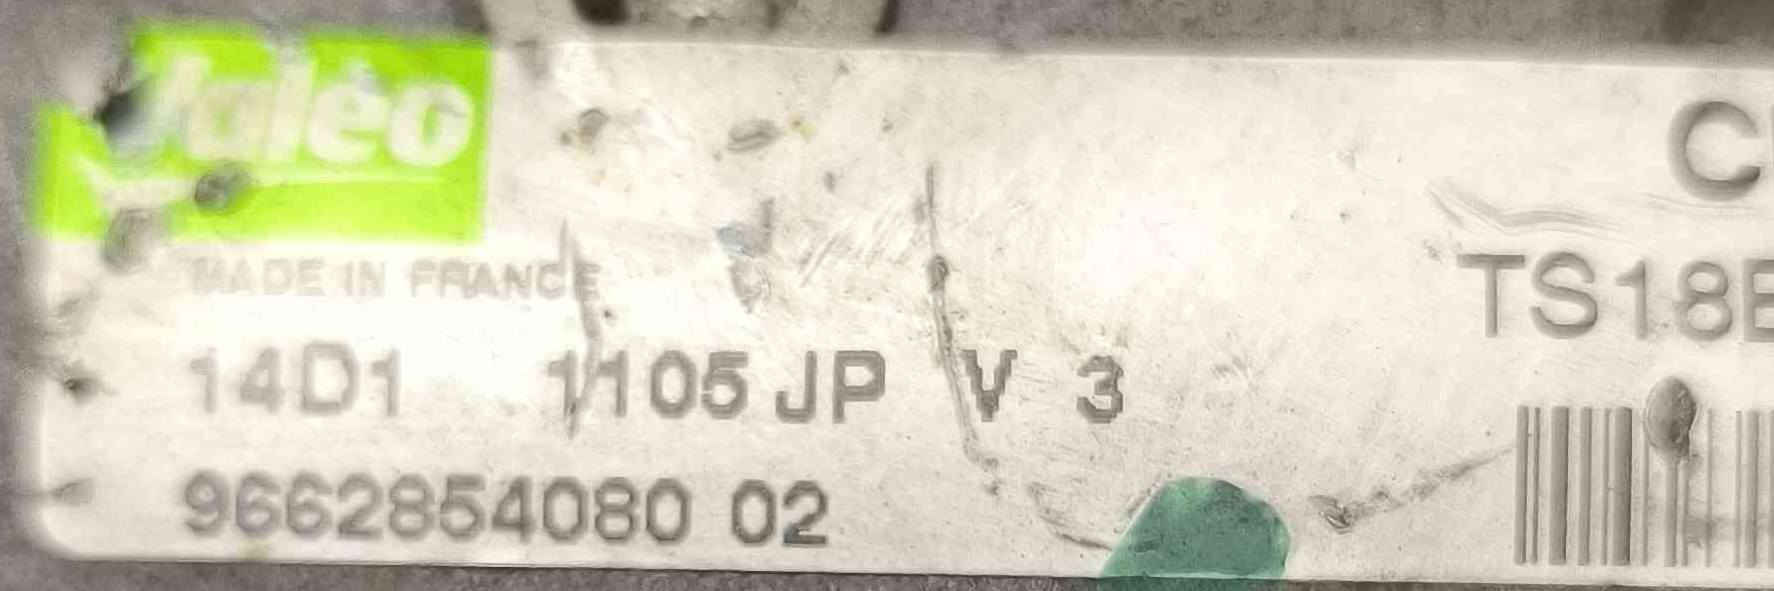 Valeo
C
MADE IN FRANCE
TS18E
14D1 1105 JP V 3
9662854080 02